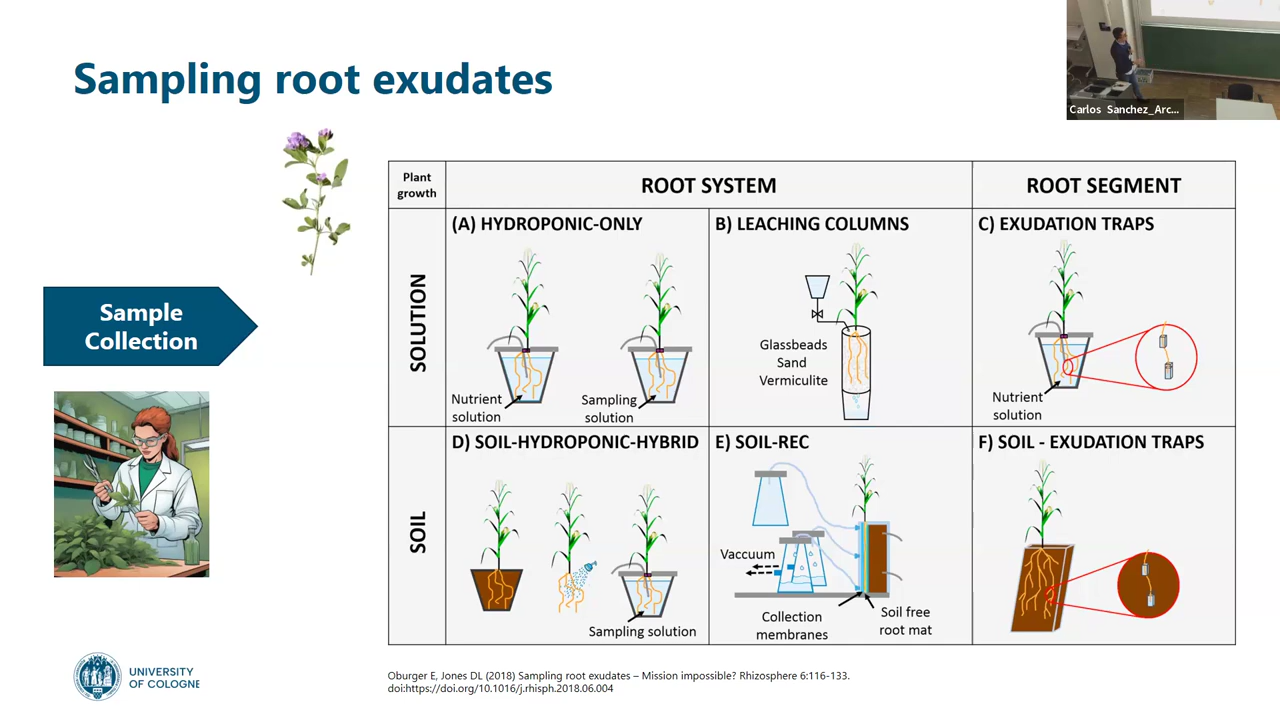 Sampling root exudates
Carlos Sanchez_Arc...
Sample
Collection
Plant
growth
ROOT SYSTEM
ROOT SEGMENT
SOLUTION
(A) HYDROPONIC-ONLY
Nutrient
solution
Sampling
solution
B) LEACHING COLUMNS
Glassbeads
Sand
Vermiculite
C) EXUDATION TRAPS
Nutrient
solution
SOIL
D) SOIL-HYDROPONIC-HYBRID
Sampling solution
E) SOIL-REC
Vaccuum
Collection
membranes
Soil free
root mat
F) SOIL - EXUDATION TRAPS
UNIVERSITY
OF COLOGNE
Oburger E, Jones DL (2018) Sampling root exudates – Mission impossible? Rhizosphere 6:116-133.
doi:https://doi.org/10.1016/j.rhisph.2018.06.004